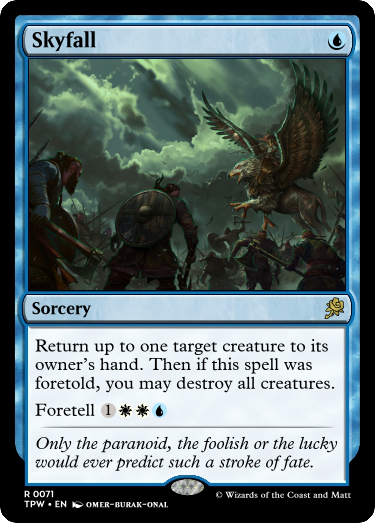 Skyfall
Sorcery
Return up to one target creature to its
owner's hand. Then if this spell was
foretold, you may destroy all creatures.
Foretell 1
Only the paranoid, the foolish or the lucky
would ever predict such a stroke of fate.
R 0071
TPW • EN OMER-BURAK-ONAL
© Wizards of the Coast and Matt